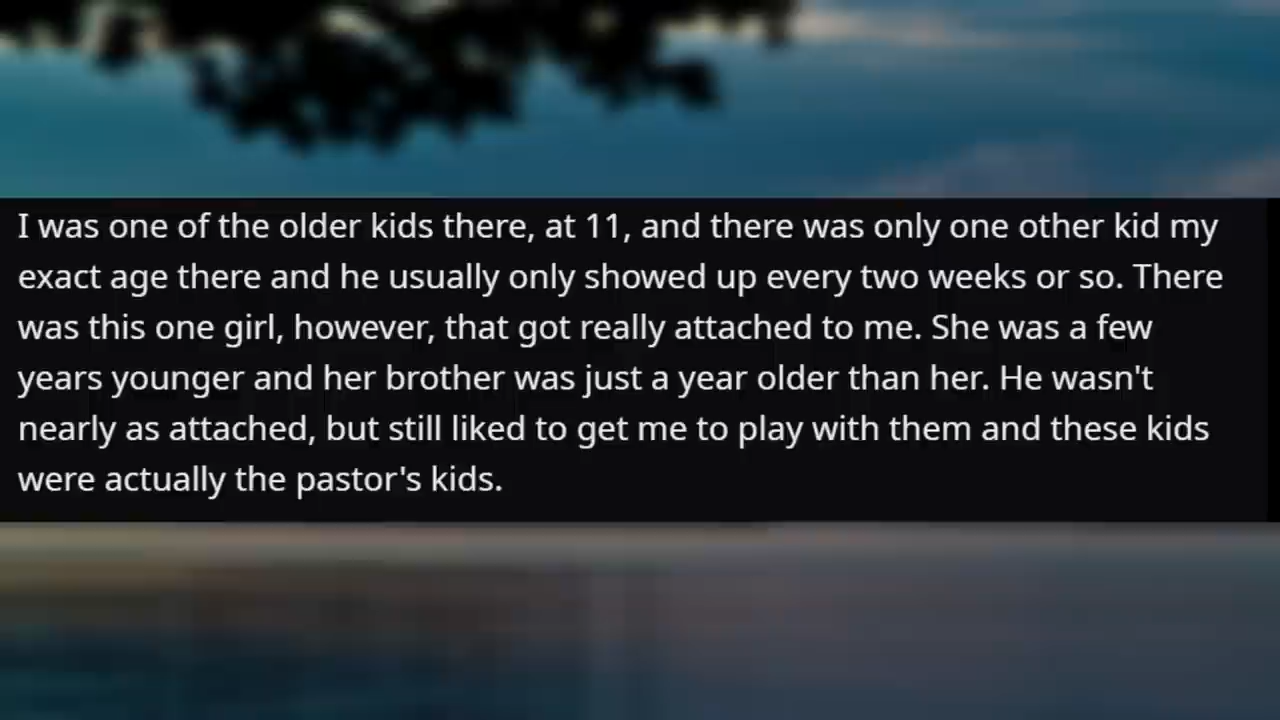 I was one of the older kids there, at 11, and there was only one other kid my
exact age there and he usually only showed up every two weeks or so. There
was this one girl, however, that got really attached to me. She was a few
years younger and her brother was just a year older than her. He wasn't
nearly as attached, but still liked to get me to play with them and these kids
were actually the pastor's kids.